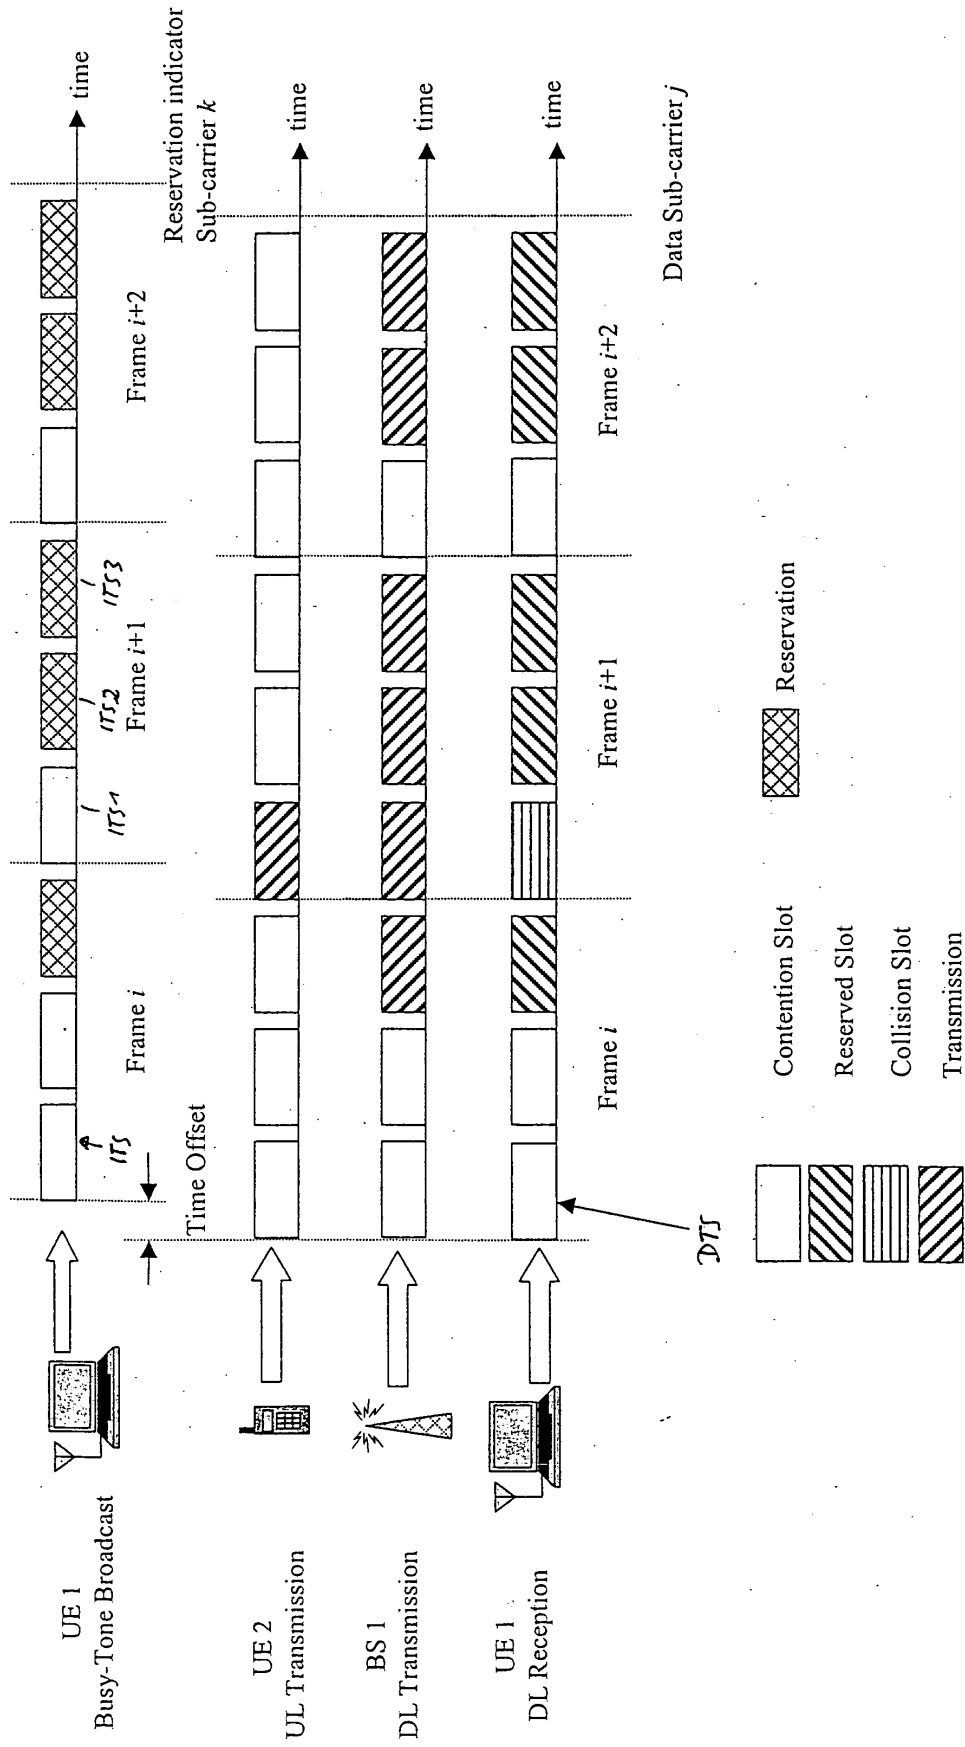 UE 1
Busy-Tone Broadcast
ITS
ITS1
ITS2
ITS3
time
Frame i
Frame i+1
Frame i+2
Reservation indicator
Sub-carrier k
Time Offset
UE 2
UL Transmission
time
BS 1
DL Transmission
time
UE 1
DL Reception
time
Frame i
Frame i+1
Frame i+2
Data Sub-carrier j
DTS
Contention Slot
Reserved Slot
Collision Slot
Transmission
Reservation